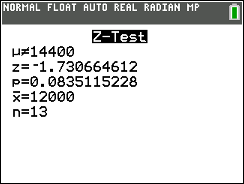 NORMAL FLOAT AUTO REAL RADIAN MP
Z-Test
μ≠14400
z=-1.730664612
p=0.0835115228
x̄=12000
n=13